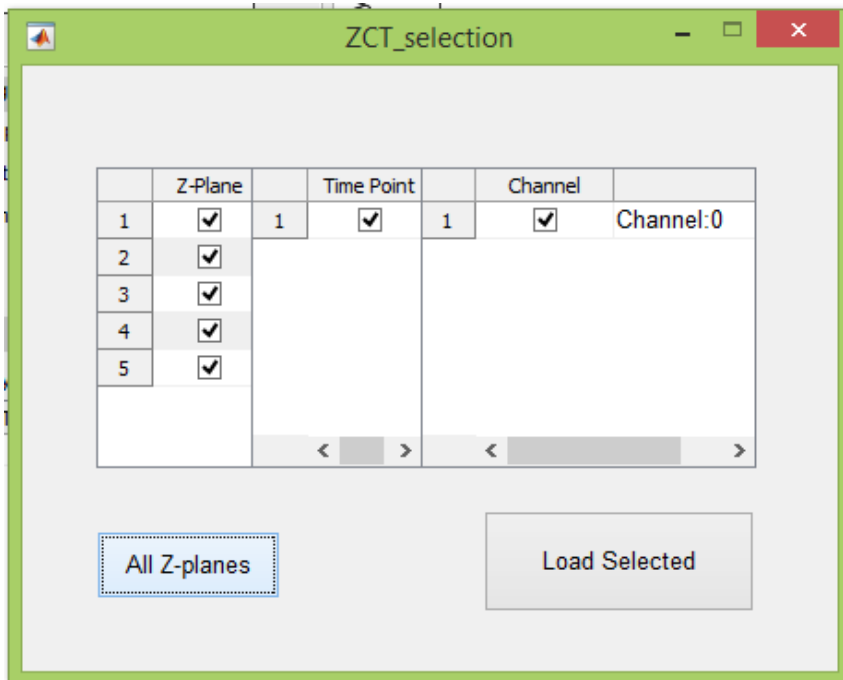 ZCT_selection
Z-Plane Time Point Channel
1 1 1 Channel:0
2
3
4
5
All Z-planes Load Selected